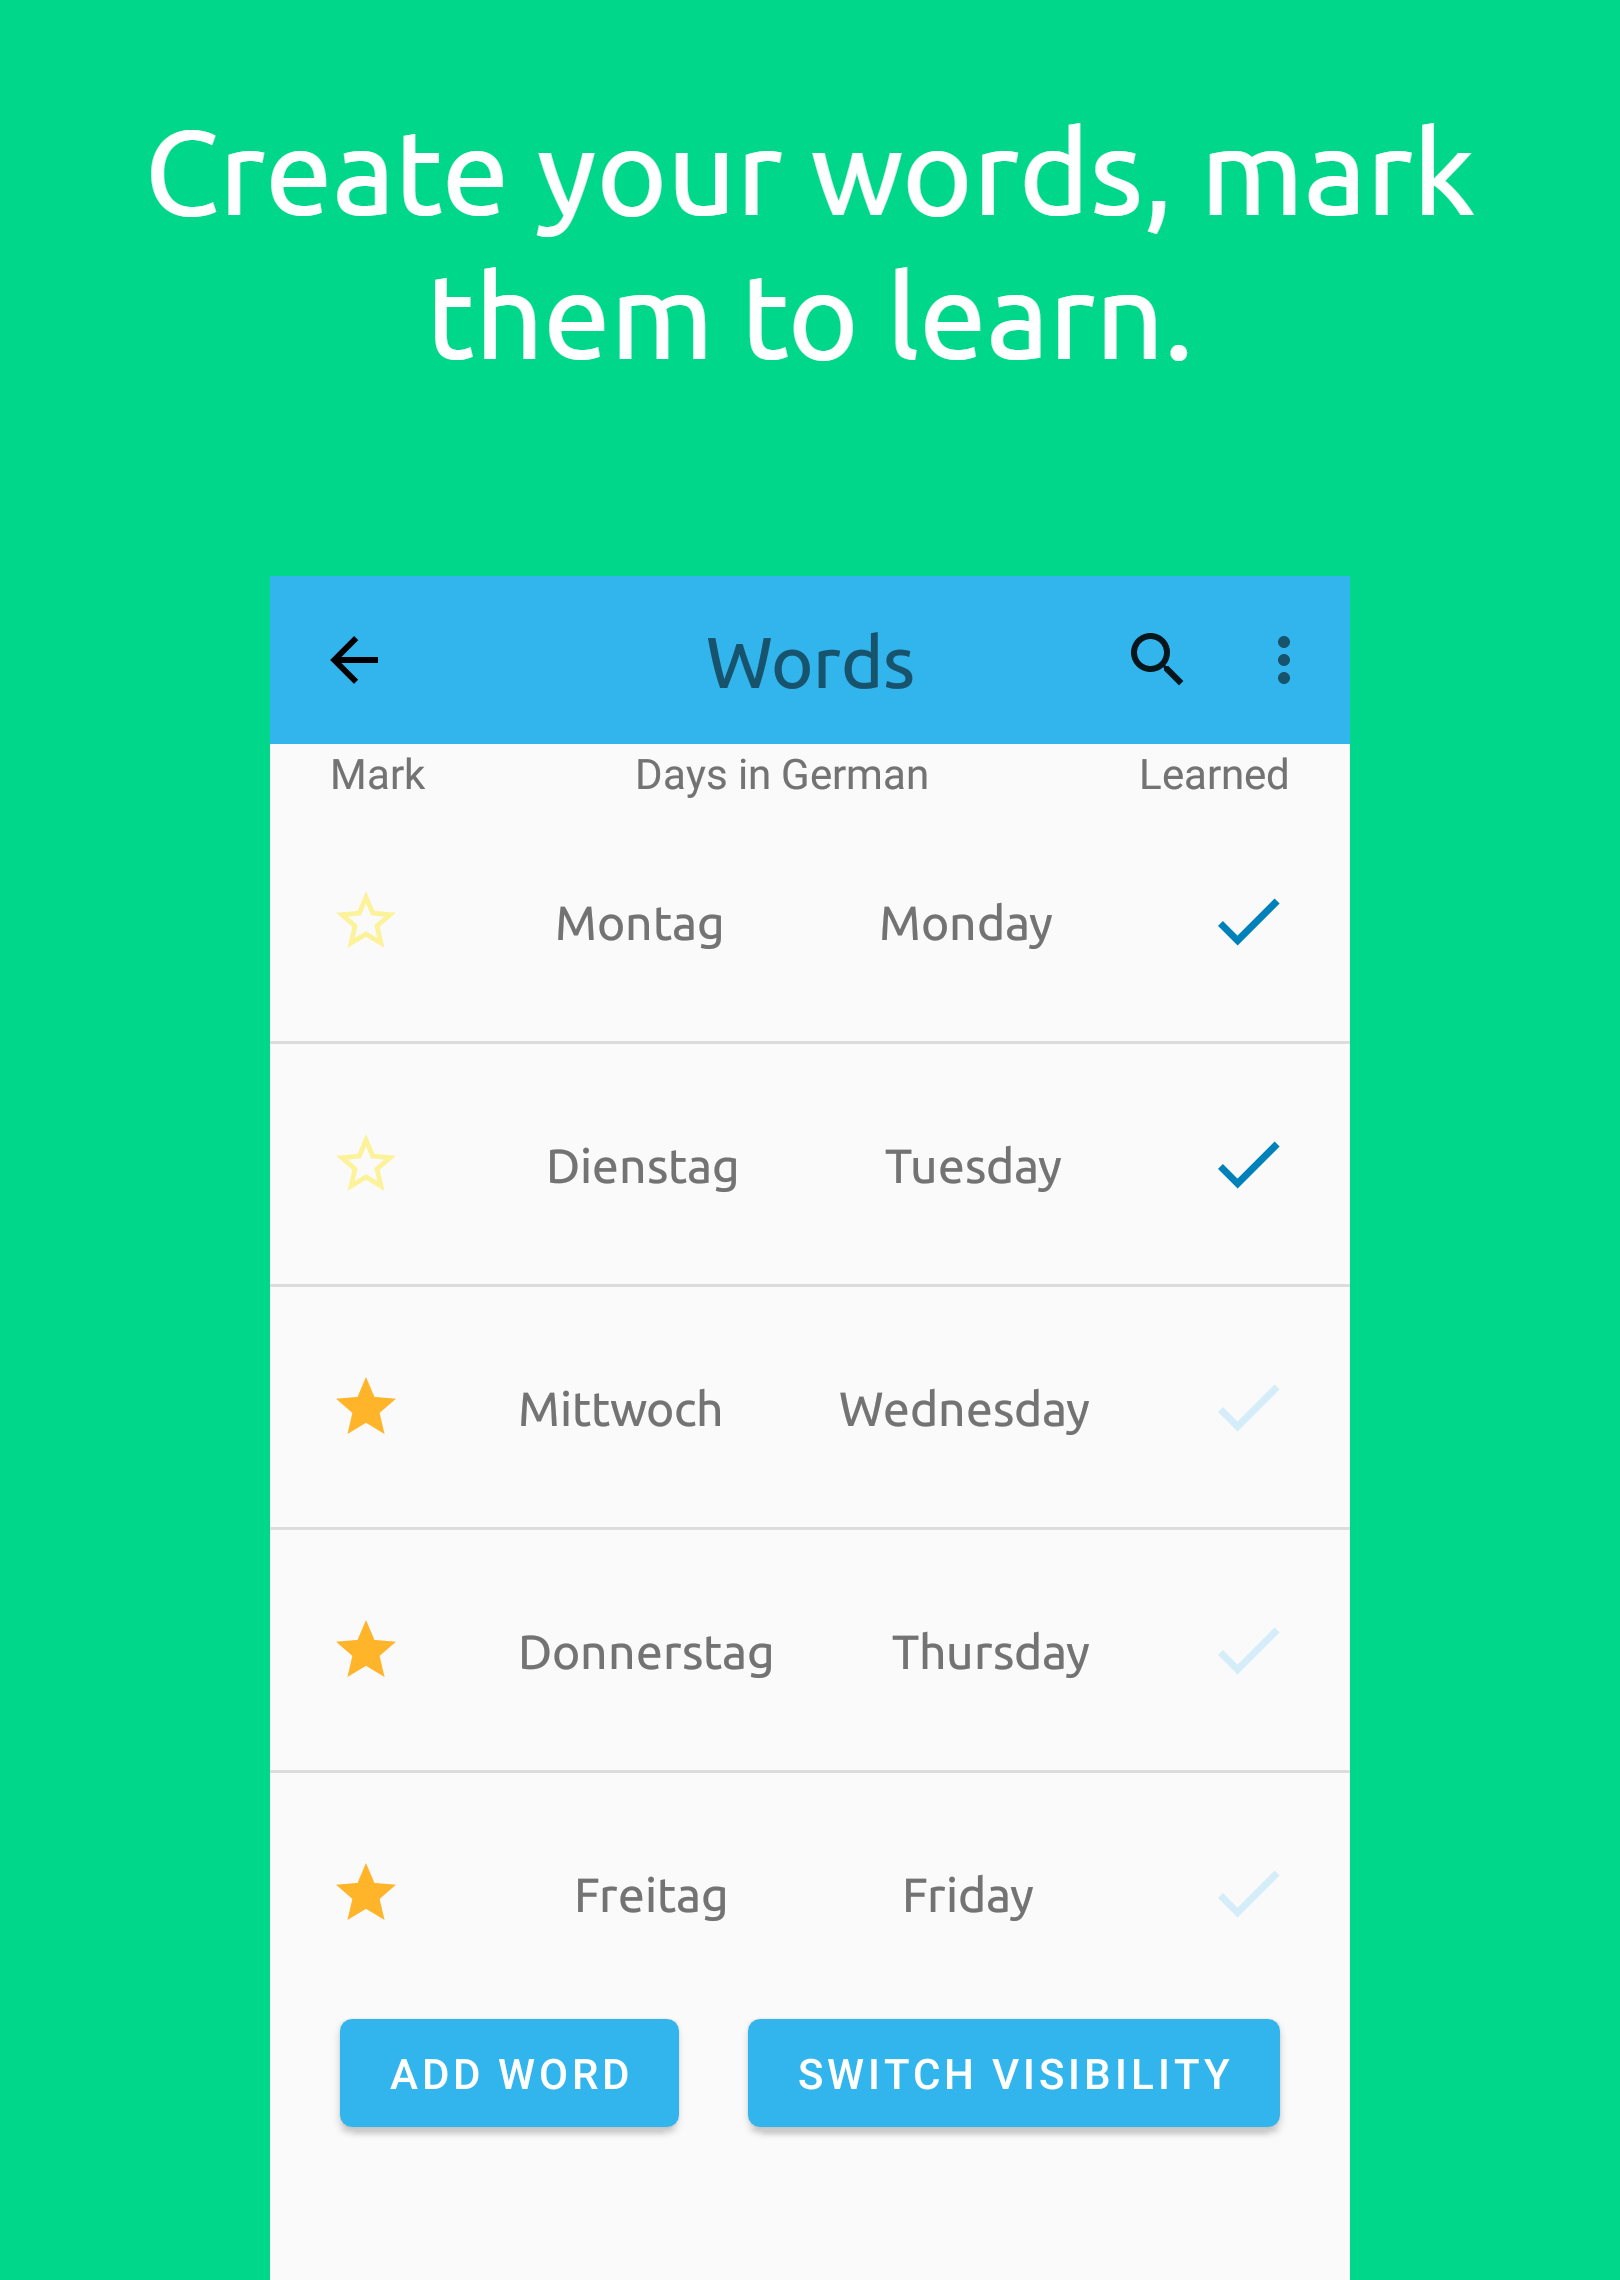 Create your words, mark
them to learn.
Words
Mark Days in German Learned
Montag Monday
Dienstag Tuesday
Mittwoch Wednesday
Donnerstag Thursday
Freitag Friday
ADD WORD SWITCH VISIBILITY